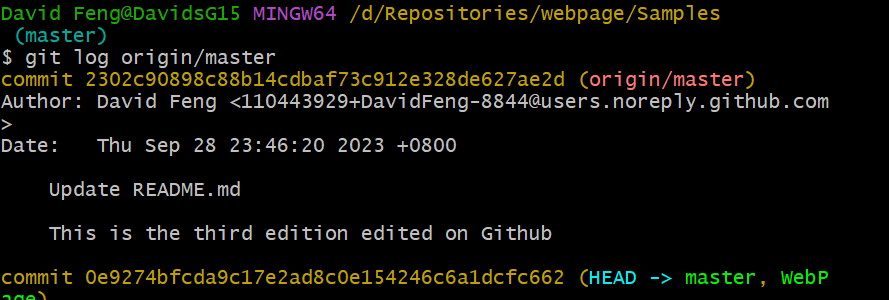 David Feng@DavidsG15 MINGW64 /d/Repositories/webpage/Samples
(master)
$ git log origin/master
commit 2302c90898c88b14cdbaf73c912e328de627ae2d (origin/master)
Author: David Feng <110443929+DavidFeng-8844@users.noreply.github.com
>
Date:   Thu Sep 28 23:46:20 2023 +0800
Update README.md
This is the third edition edited on Github
commit 0e9274bfcda9c17e2ad8c0e154246c6a1dcfc662 (HEAD -> master, WebP
age)